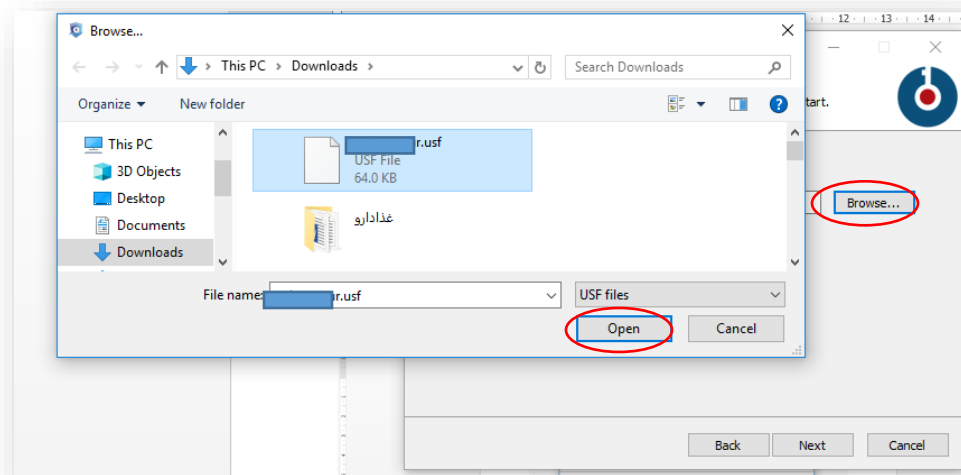 Browse...
12 13 14
This PC Downloads
Search Downloads
Organize
New folder
tart.
This PC
3D Objects
Desktop
Documents
Downloads
r.usf
USF File
64.0 KB
غذادارو
Browse...
File name:
r.usf
USF files
Open
Cancel
Back
Next
Cancel